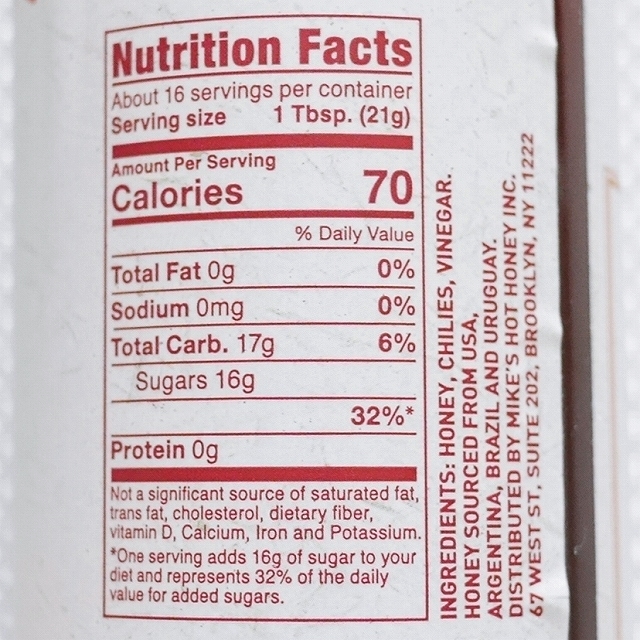 Nutrition Facts
About 16 servings per container
Serving size 1 Tbsp. (21g)
Amount Per Serving
Calories 70
% Daily Value
Total Fat 0g 0%
Sodium 0mg 0%
Total Carb. 17g 6%
Sugars 16g
32%*
Protein 0g
Not a significant source of saturated fat,
trans fat, cholesterol, dietary fiber,
vitamin D, Calcium, Iron and Potassium.
*One serving adds 16g of sugar to your
diet and represents 32% of the daily
value for added sugars.
INGREDIENTS: HONEY, CHILIES, VINEGAR.
HONEY SOURCED FROM USA,
ARGENTINA, BRAZIL AND URUGUAY.
DISTRIBUTED BY MIKE'S HOT HONEY INC.
67 WEST ST, SUITE 202, BROOKLYN, NY 11222